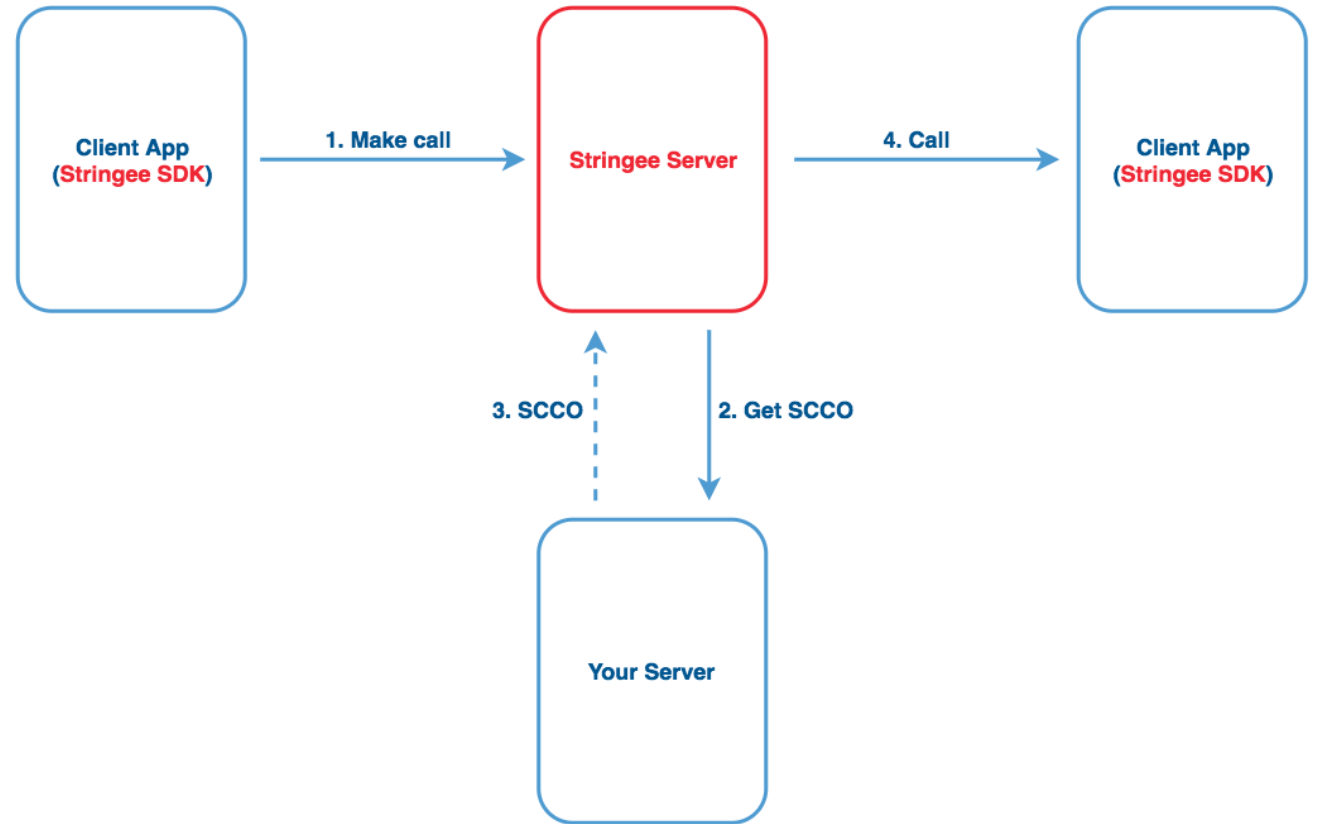 Client App
(Stringee SDK)
1. Make call
Stringee Server
4. Call
Client App
(Stringee SDK)
3. SCCO
2. Get SCCO
Your Server